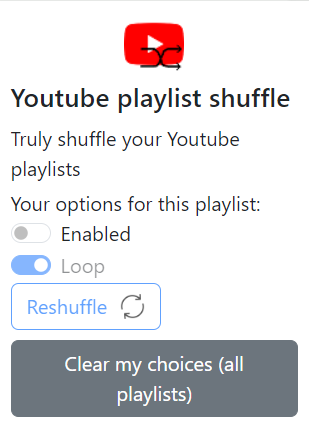 Youtube playlist shuffle
Truly shuffle your Youtube
playlists
Your options for this playlist:
Enabled
Loop
Reshuffle
Clear my choices (all
playlists)